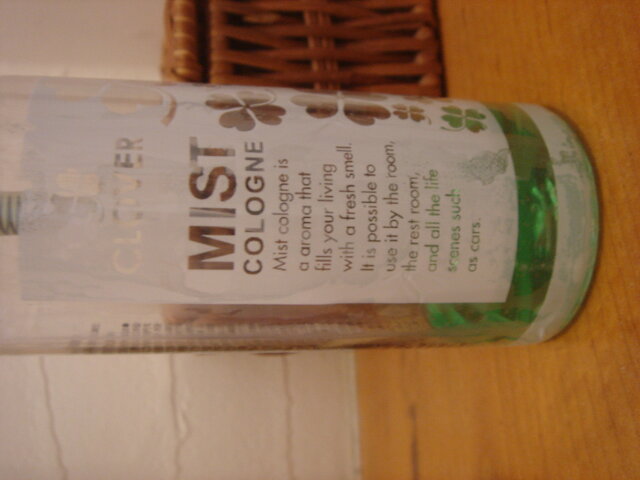 CLOVER
MIST
COLOGNE
Mist cologne is
a aroma that
fills your living
with a fresh smell.
It is possible to
use it by the room,
the rest room,
and all the life
scenes such
as cars.